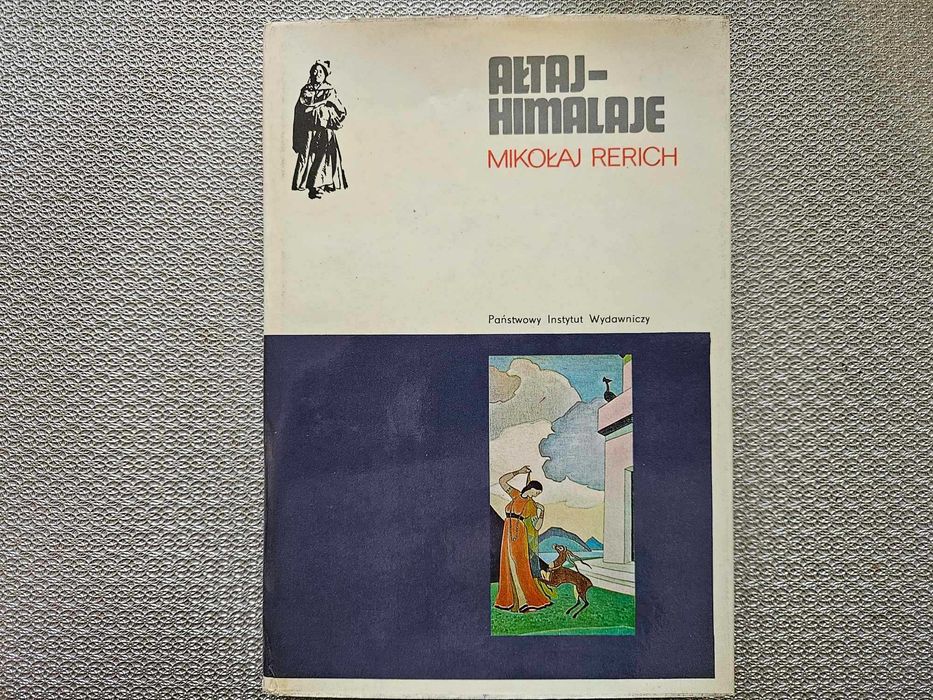 AŁTAJ–
HIMALAJE
MIKOŁAJ RERICH
Państwowy Instytut Wydawniczy